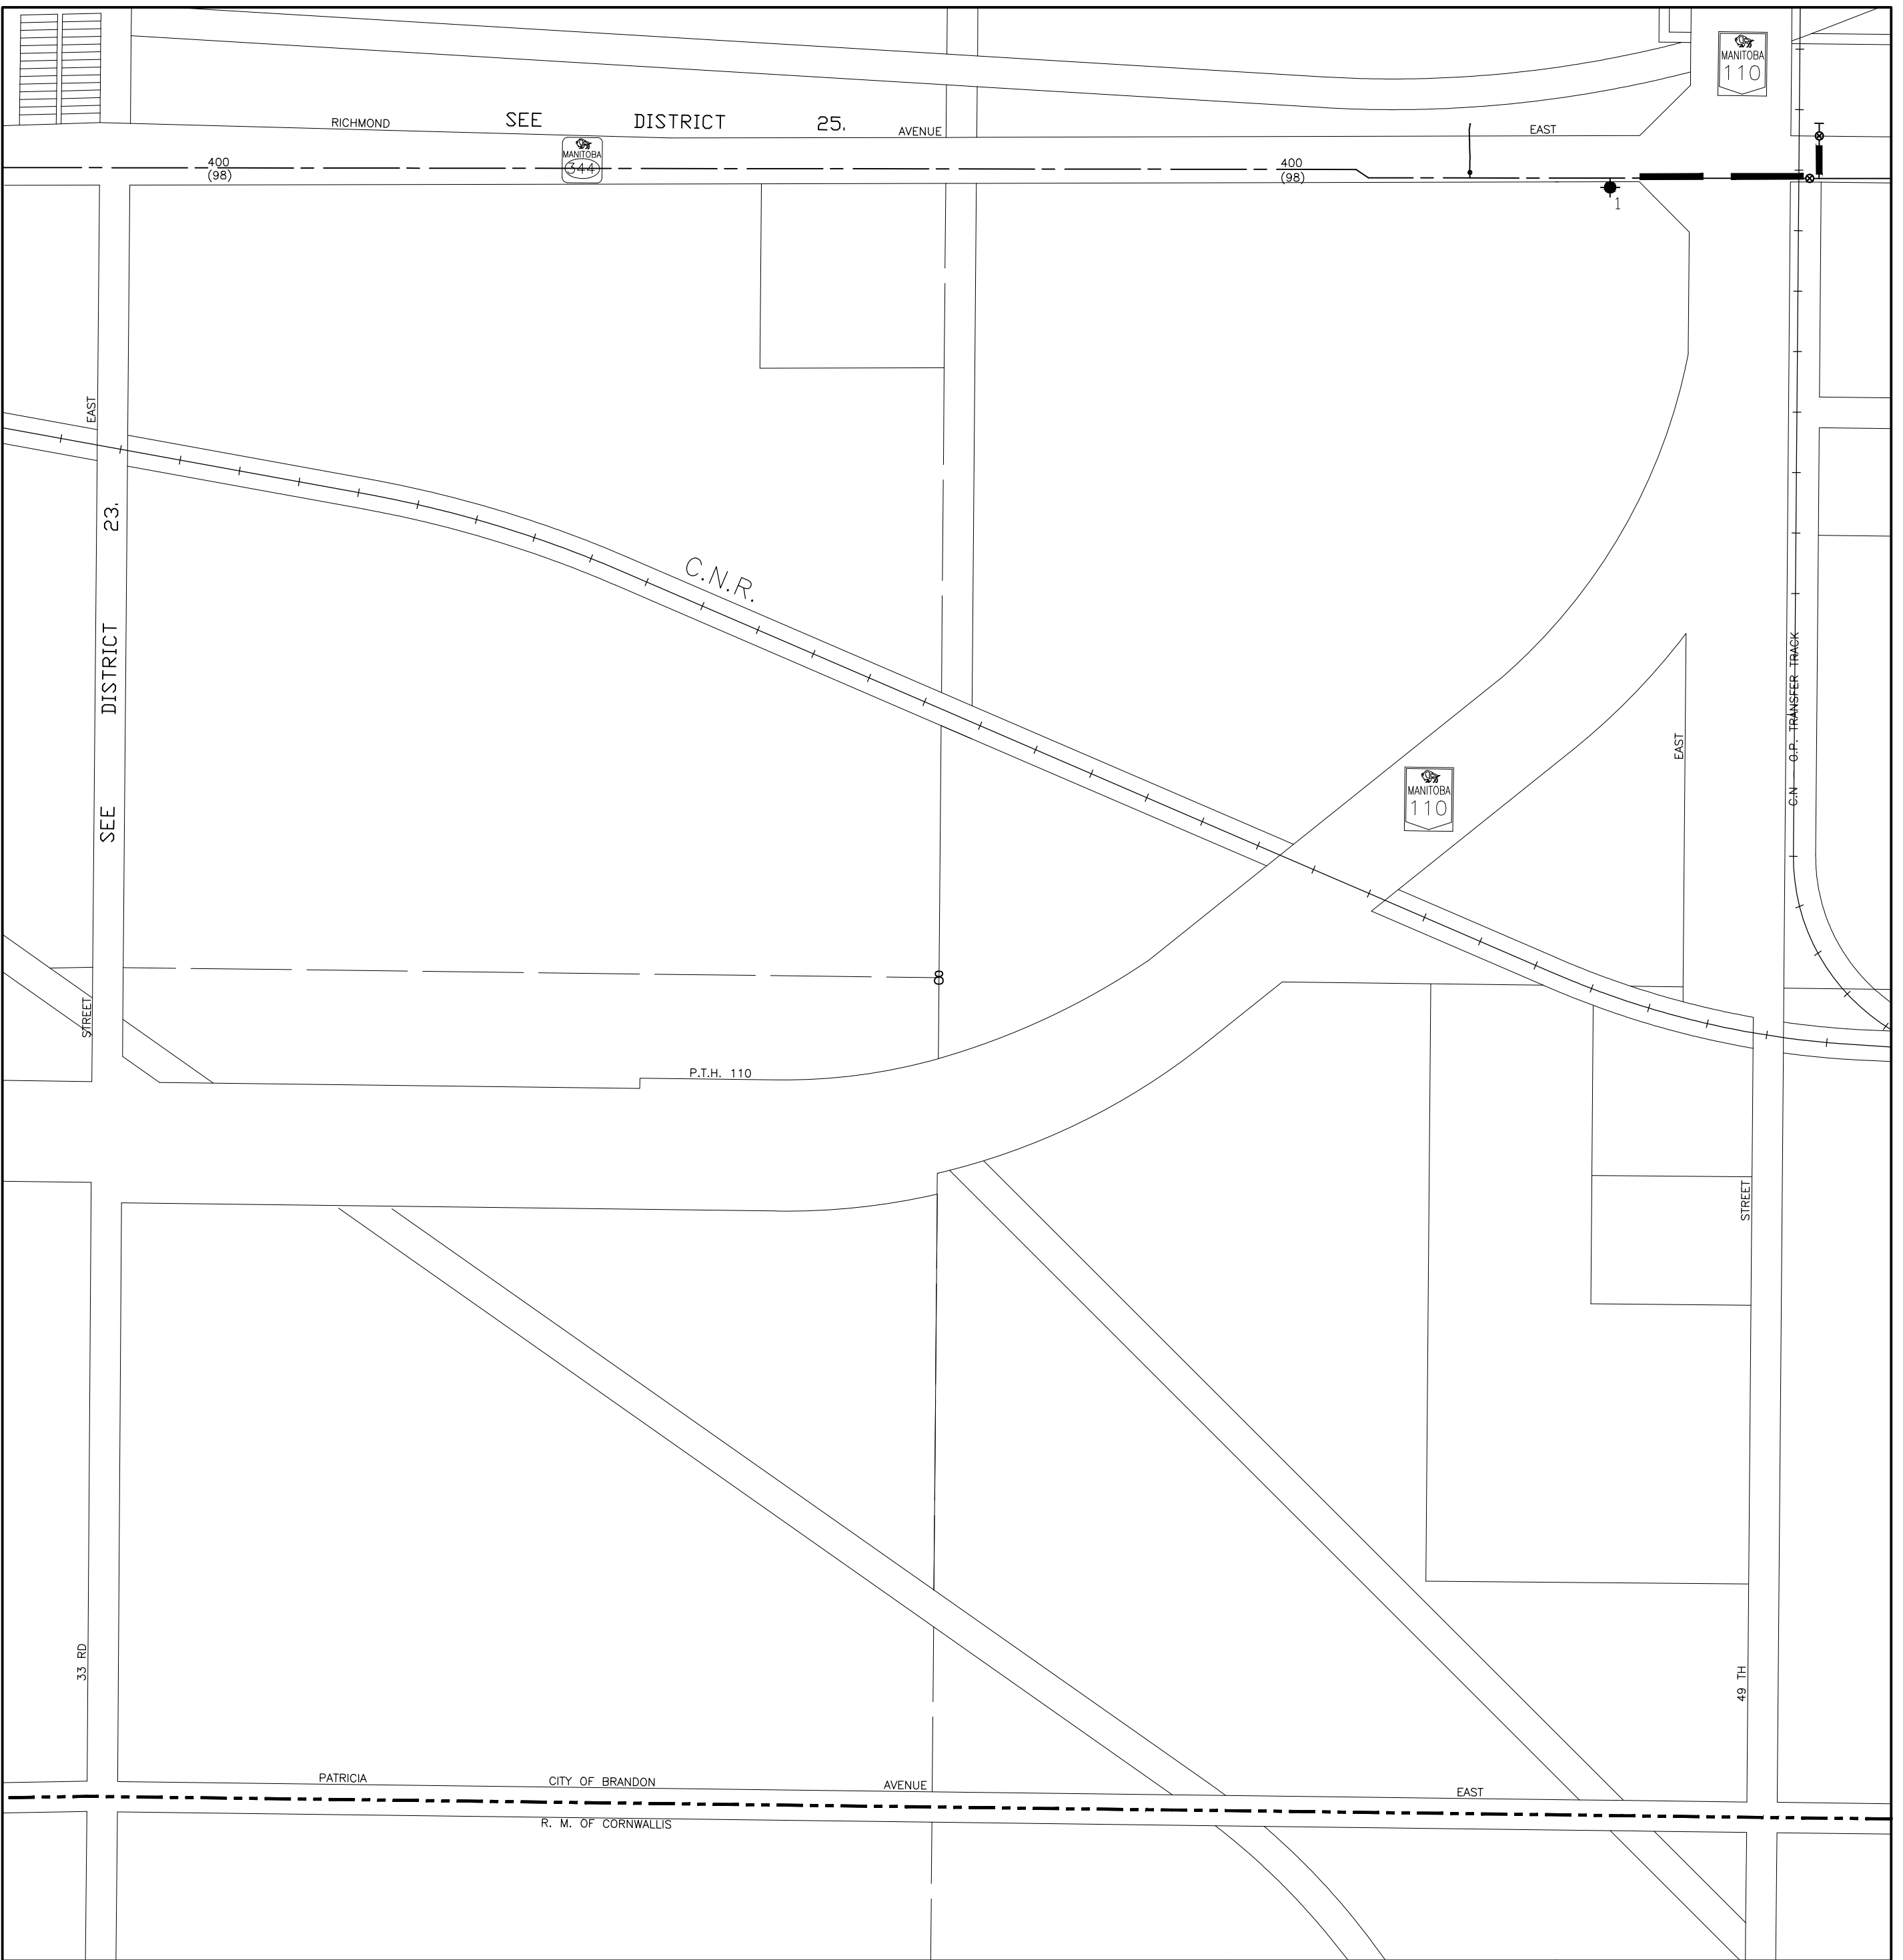 MANITOBA
110
RICHMOND SEE DISTRICT 25. AVENUE EAST
MANITOBA
344
400
(98)
400
(98)
1
EAST
SEE DISTRICT 23.
STREET
33 RD
C.N.R.
MANITOBA
110
EAST
C.N O.P. TRANSFER TRACK
8
P.T.H. 110
STREET
49 TH
PATRICIA CITY OF BRANDON AVENUE EAST
R. M. OF CORNWALLIS